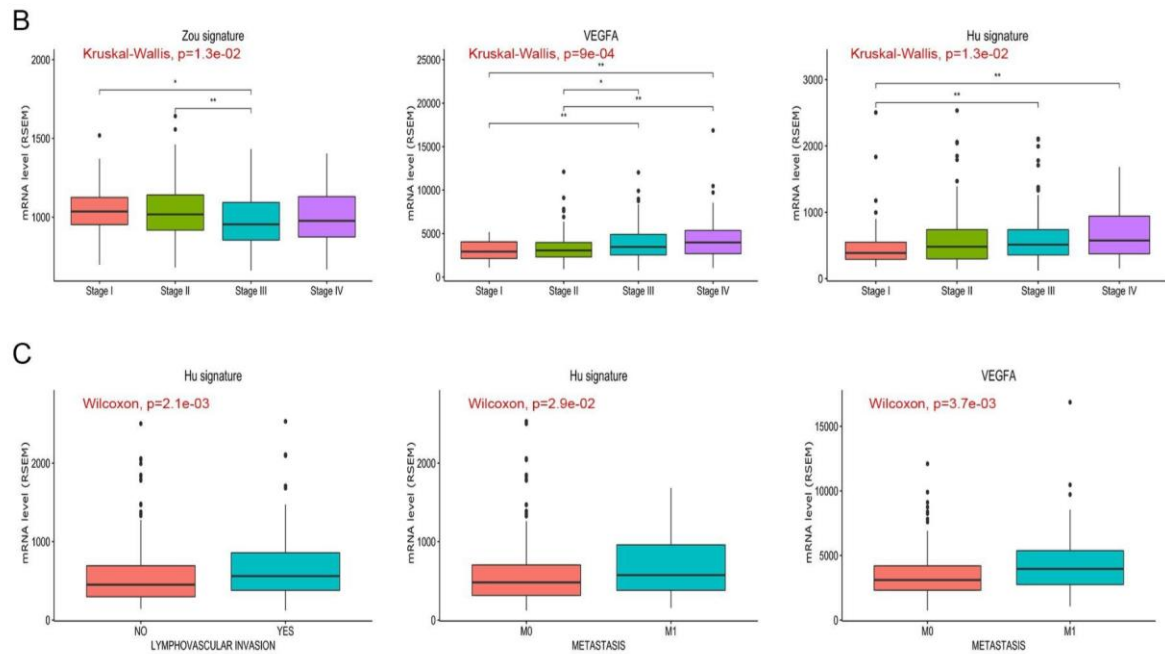 B
Zou signature
Kruskal-Wallis, p=1.3e-02
mRNA level (RSEM)
2000
1500
1000
*
**
Stage I Stage II Stage III Stage IV
VEGFA
Kruskal-Wallis, p=9e-04
mRNA level (RSEM)
25000
20000
15000
10000
5000
0
**
*
**
**
Stage I Stage II Stage III Stage IV
Hu signature
Kruskal-Wallis, p=1.3e-02
mRNA level (RSEM)
3000
2000
1000
0
**
**
Stage I Stage II Stage III Stage IV
C
Hu signature
Wilcoxon, p=2.1e-03
mRNA level (RSEM)
2000
1000
0
NO YES
LYMPHOVASCULAR INVASION
Hu signature
Wilcoxon, p=2.9e-02
mRNA level (RSEM)
2000
1000
0
M0 M1
METASTASIS
VEGFA
Wilcoxon, p=3.7e-03
mRNA level (RSEM)
15000
10000
5000
0
M0 M1
METASTASIS